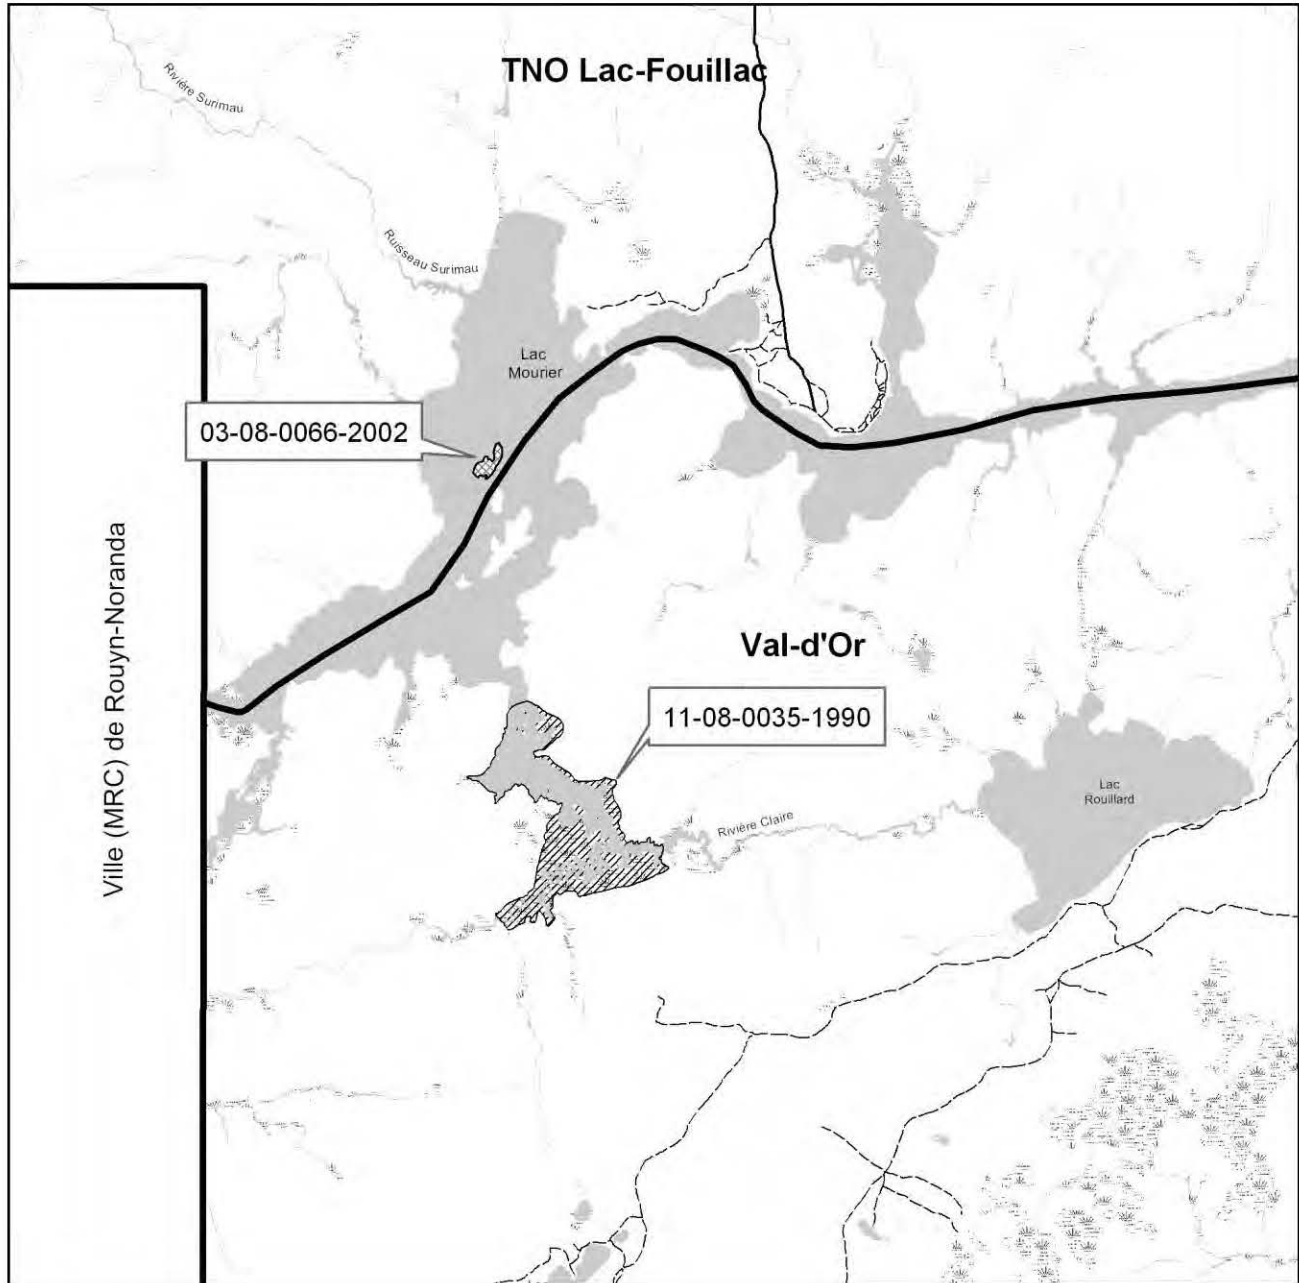 TNO Lac-Fouillac
Rivière Surimau
Ruisseau Surimau
Lac
Mourier
03-08-0066-2002
Ville (MRC) de Rouyn-Noranda
Val-d'Or
11-08-0035-1990
Lac
Rouillard
Rivière Claire